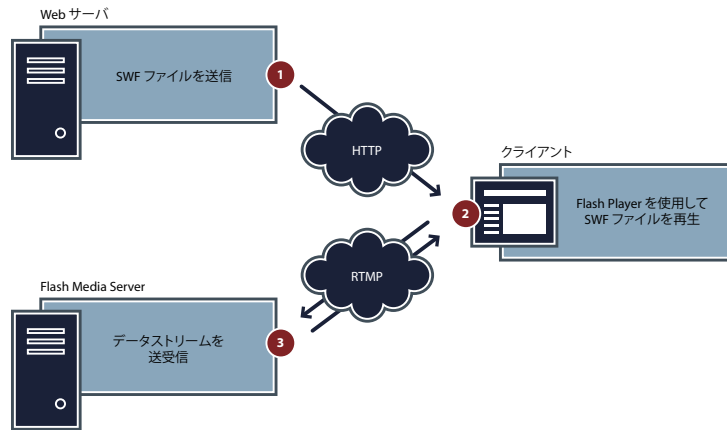 Web サーバ
SWF ファイルを送信
1
HTTP
クライアント
2
Flash Player を使用して
SWF ファイルを再生
RTMP
Flash Media Server
データストリームを
送受信
3